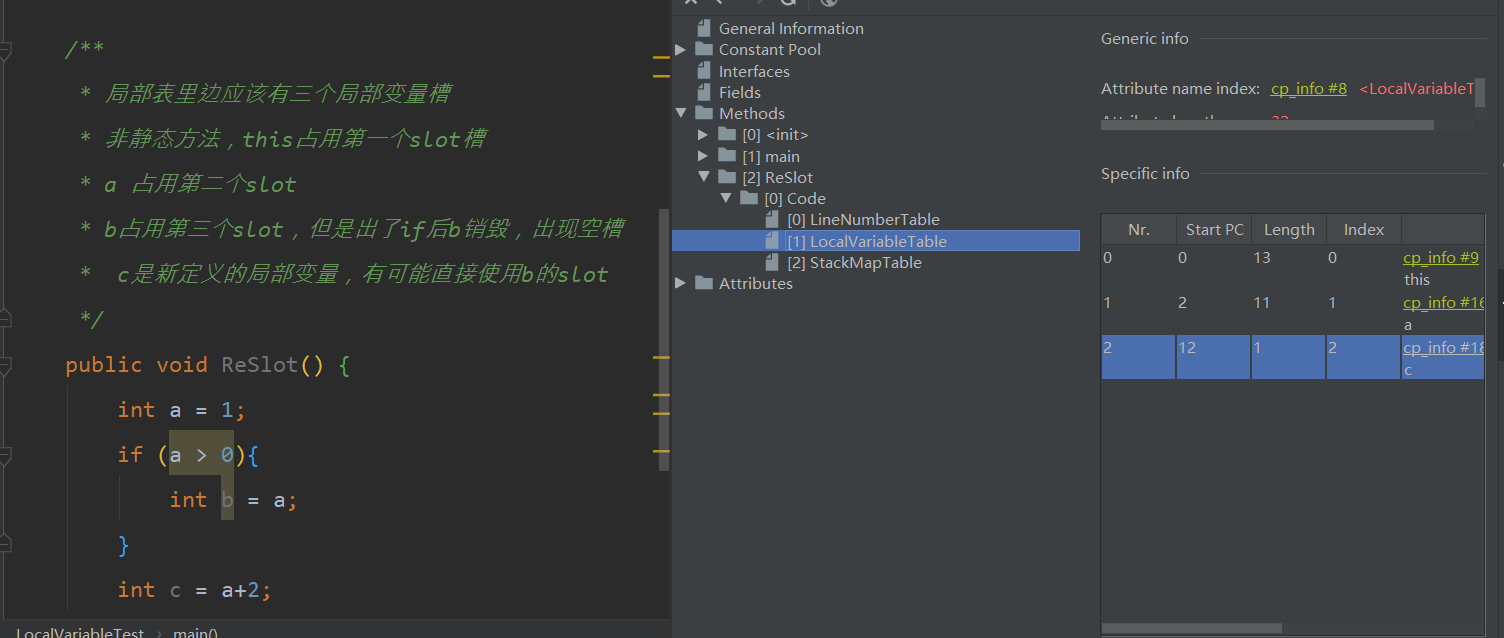 /**
* 局部表里边应该有三个局部变量槽
* 非静态方法，this占用第一个slot槽
* a 占用第二个slot
* b占用第三个slot，但是出了if后b销毁，出现空槽
* c是新定义的局部变量，有可能直接使用b的slot
*/
public void ReSlot() {
int a = 1;
if (a > 0){
int b = a;
}
int c = a+2;
LocalVariableTest › main()
General Information
Constant Pool
Interfaces
Fields
Methods
[0] <init>
[1] main
[2] ReSlot
[0] Code
[0] LineNumberTable
[1] LocalVariableTable
[2] StackMapTable
Attributes
Generic info
Attribute name index: cp_info #8 <LocalVariableT
Specific info
Nr. Start PC Length Index
0 0 13 0 cp_info #9
this
1 2 11 1 cp_info #16
a
2 12 1 2 cp_info #18
c